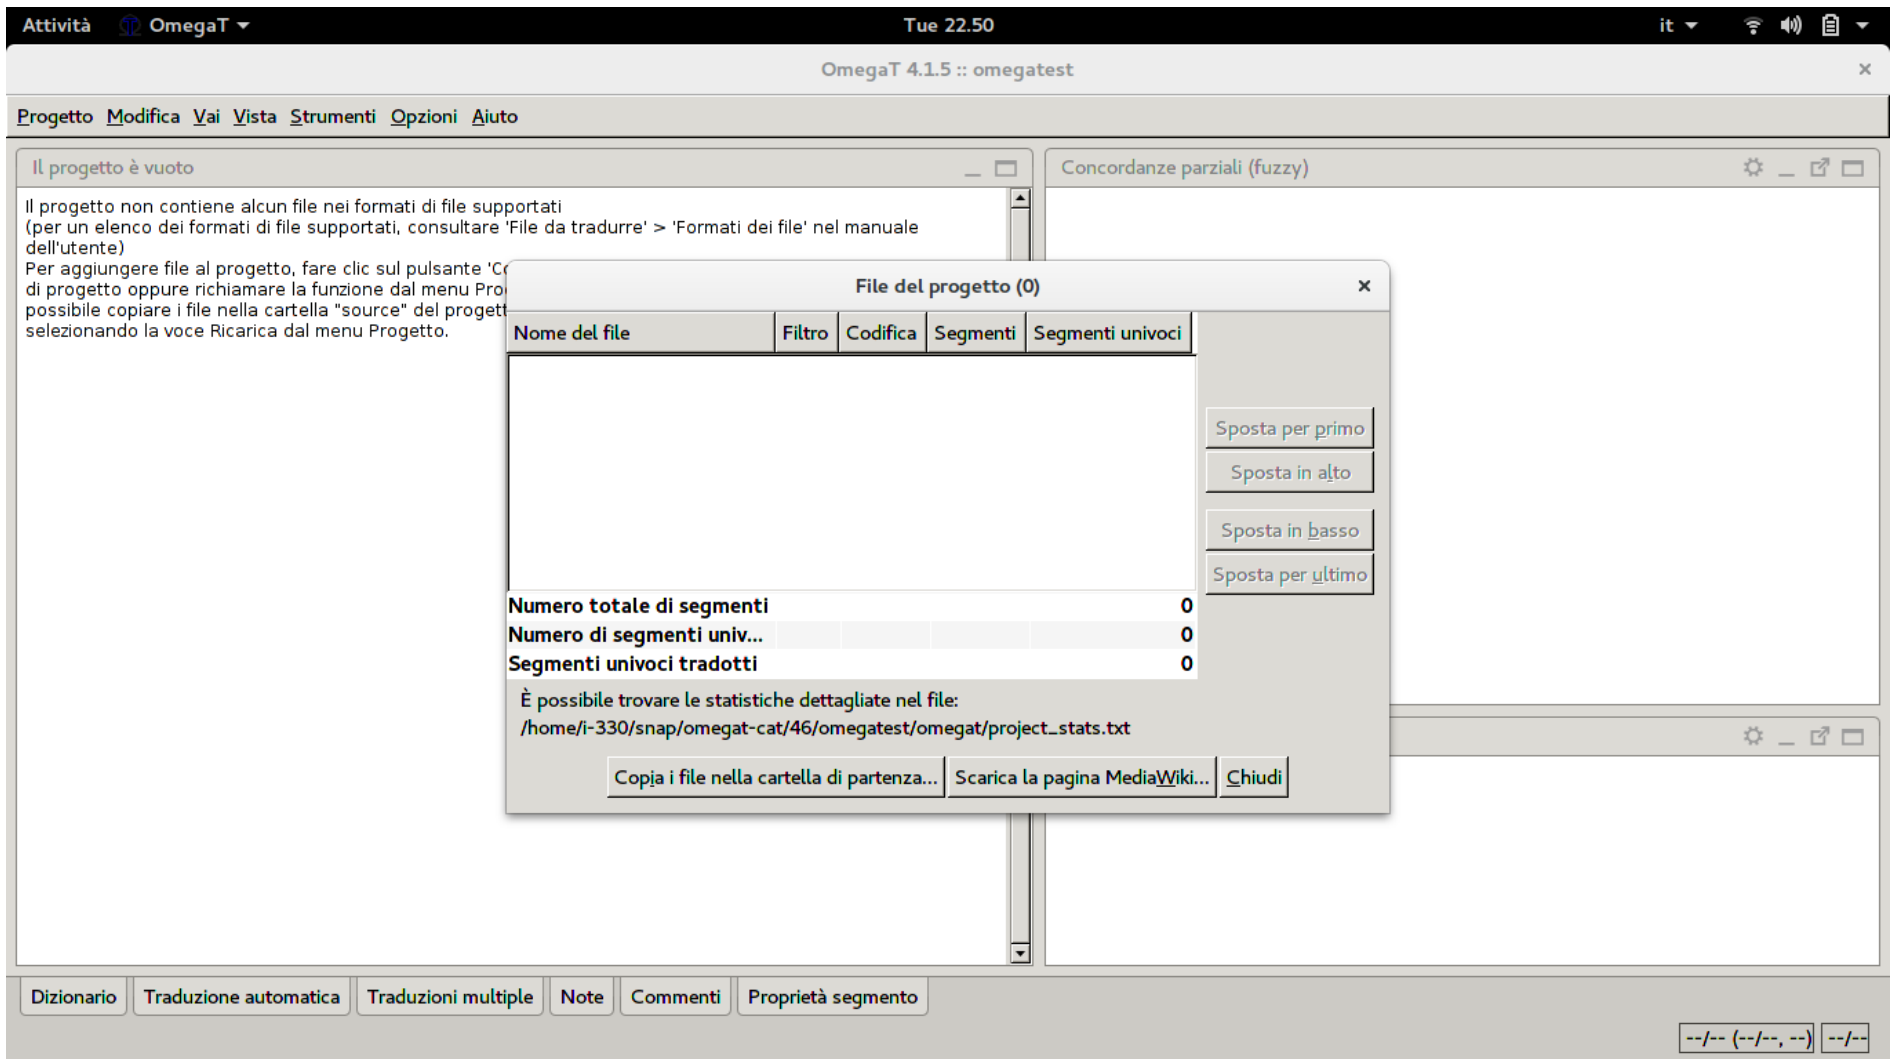 Attività OmegaT Tue 22.50 it
OmegaT 4.1.5 :: omegatest
Progetto Modifica Vai Vista Strumenti Opzioni Aiuto
Il progetto è vuoto
Il progetto non contiene alcun file nei formati di file supportati
(per un elenco dei formati di file supportati, consultare 'File da tradurre' > 'Formati dei file' nel manuale
dell'utente)
Per aggiungere file al progetto, fare clic sul pulsante
di progetto oppure richiamare la funzione dal menu
possibile copiare i file nella cartella "source" del
selezionando la voce Ricarica dal menu Progetto.
Concordanze parziali (fuzzy)
File del progetto (0)
Nome del file Filtro Codifica Segmenti Segmenti univoci
Sposta per primo
Sposta in alto
Sposta in basso
Sposta per ultimo
Numero totale di segmenti 0
Numero di segmenti univ... 0
Segmenti univoci tradotti 0
È possibile trovare le statistiche dettagliate nel file:
/home/i-330/snap/omegat-cat/46/omegatest/omegat/project_stats.txt
Copia i file nella cartella di partenza... Scarica la pagina MediaWiki... Chiudi
Dizionario Traduzione automatica Traduzioni multiple Note Commenti Proprietà segmento
--/-- (--/--, --) --/--